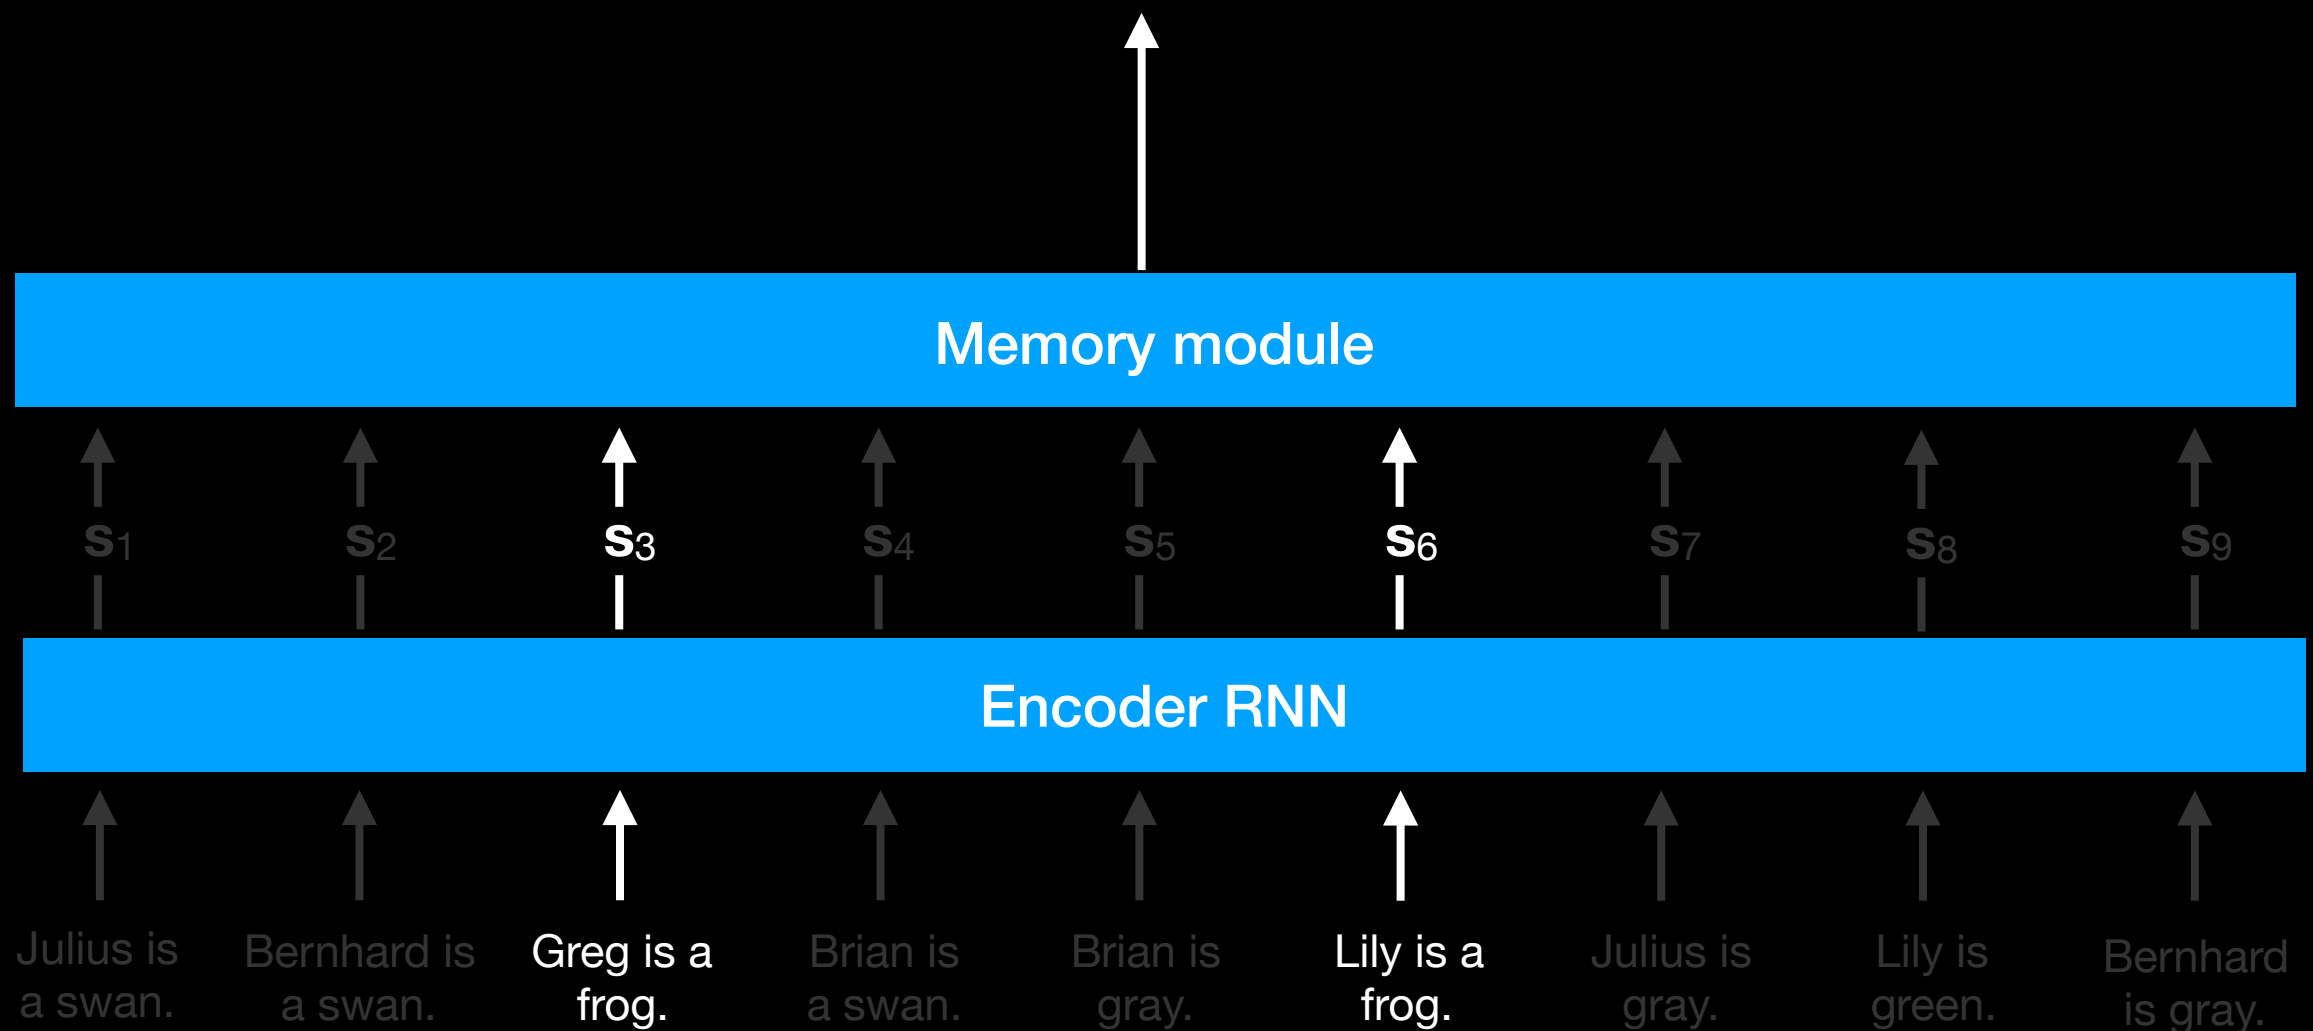 Memory module
s1 s2 s3 s4 s5 s6 s7 s8 s9
Encoder RNN
Julius is
a swan.
Bernhard is
a swan.
Greg is a
frog.
Brian is
a swan.
Brian is
gray.
Lily is a
frog.
Julius is
gray.
Lily is
green.
Bernhard
is gray.